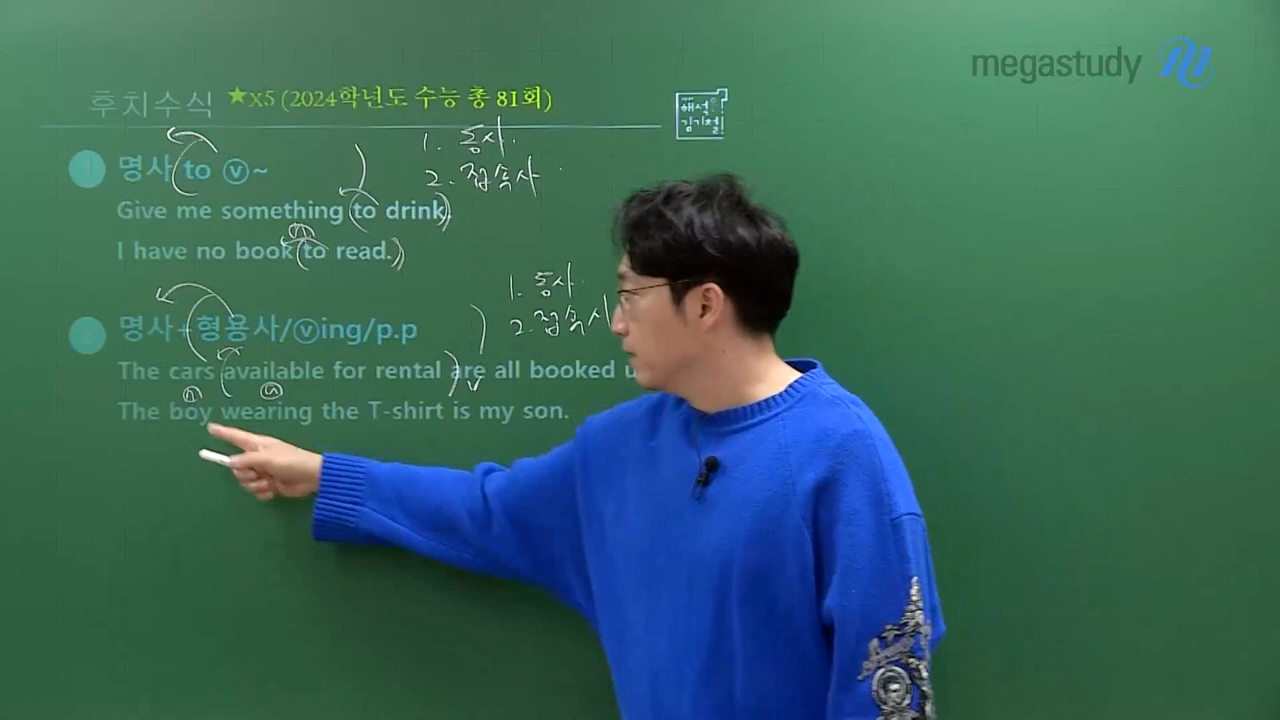 megastudy
후치수식 ★x5 (2024학년도 수능 총 81회)
해석
김기철
1. 동사.
2. 접속사
1 명사 to ⓥ~
Give me something (to drink).
I have no book (to read.)
n
1. 동사.
2. 접속사
2 명사+형용사/ⓥing/p.p
The cars available for rental are all booked u
n
v
The boy wearing the T-shirt is my son.